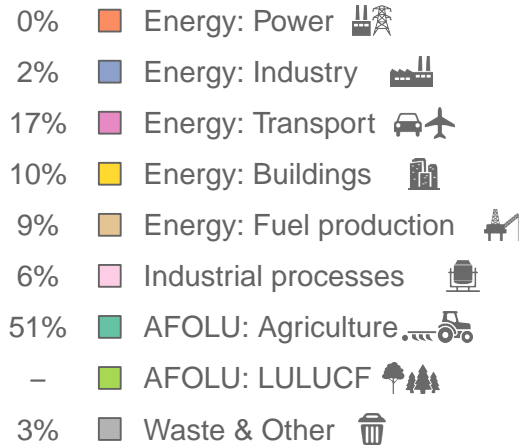 0% Energy: Power
2% Energy: Industry
17% Energy: Transport
10% Energy: Buildings
9% Energy: Fuel production
6% Industrial processes
51% AFOLU: Agriculture
– AFOLU: LULUCF
3% Waste & Other